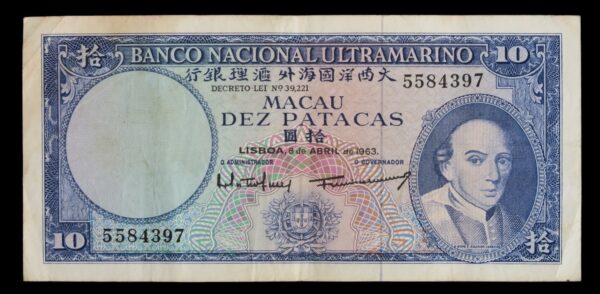 拾 BANCO NACIONAL ULTRAMARINO 10
行銀理滙外海國洋西大
DECRETO-LEI Nº 39,221 5584397
MACAU
DEZ PATACAS
圓拾
LISBOA, 8 de ABRIL de 1963.
O ADMINISTRADOR O GOVERNADOR
10 5584397 拾